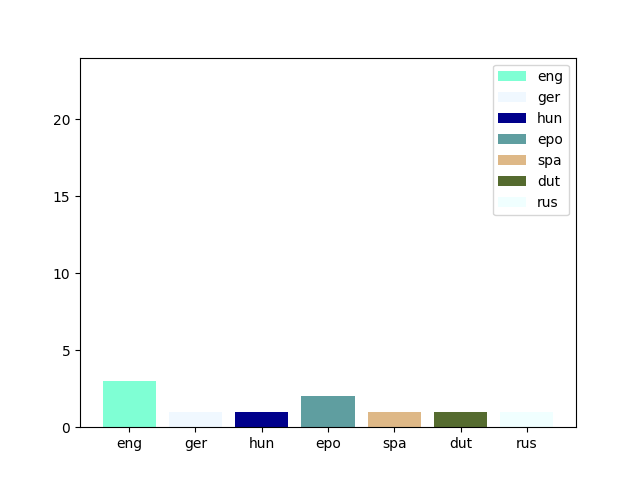 eng
ger
hun
epo
spa
dut
rus
20
15
10
5
0
eng ger hun epo spa dut rus